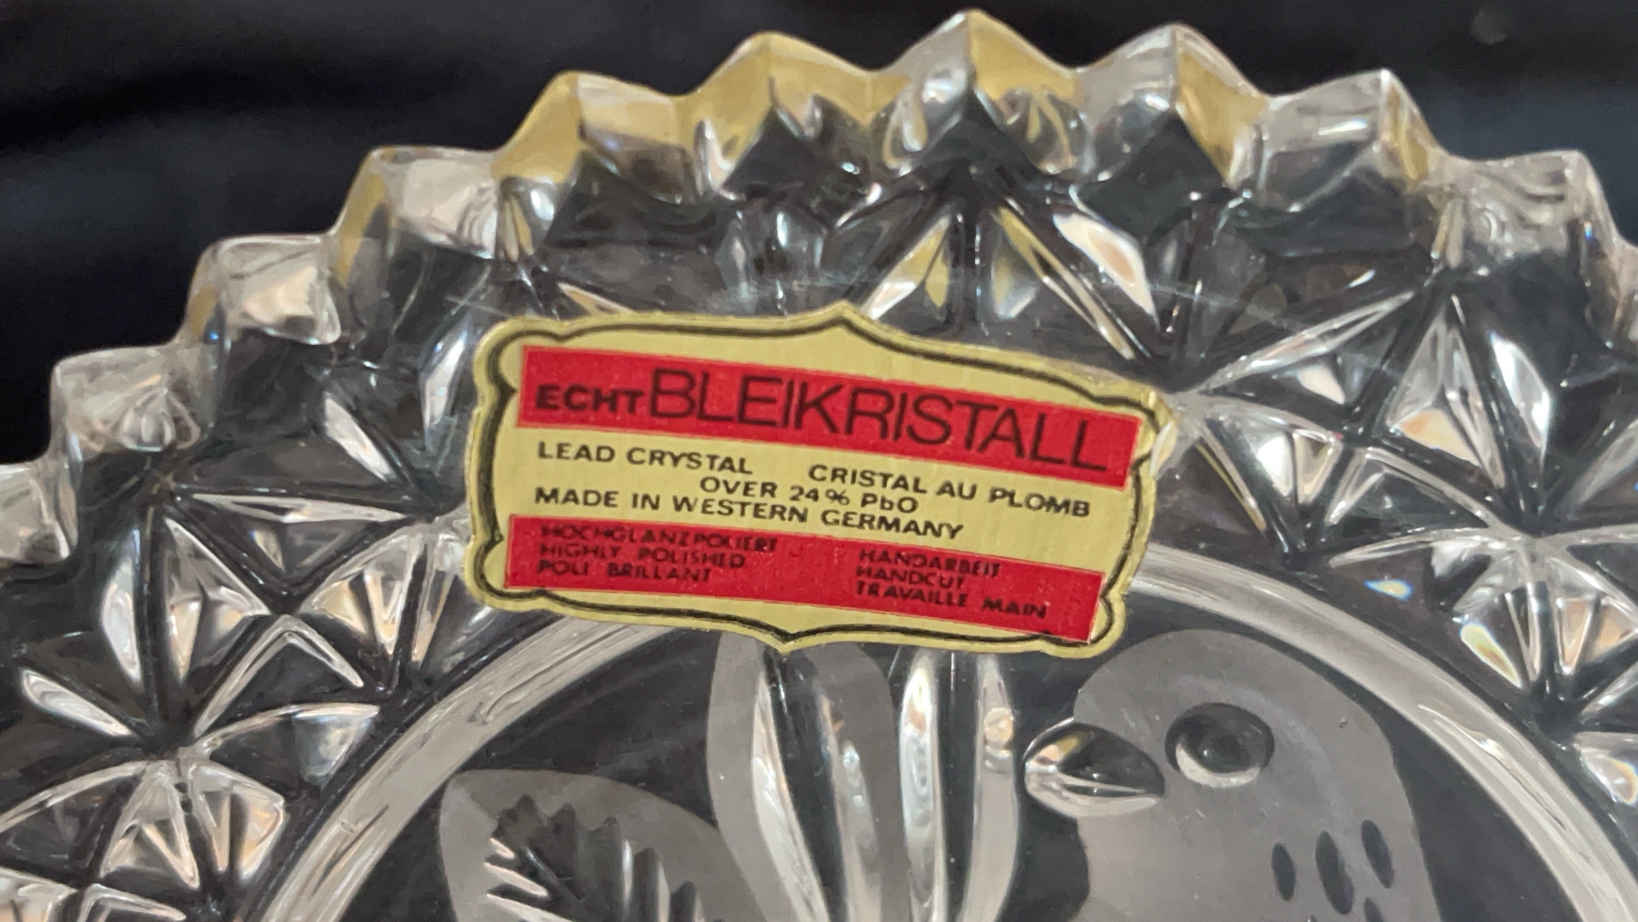 ECHT BLEIKRISTALL
LEAD CRYSTAL CRISTAL AU PLOMB
OVER 24% PbO
MADE IN WESTERN GERMANY
HOCHGLANZPOLIERT
HIGHLY POLISHED
POLI BRILLANT
HANDARBEIT
HANDCUT
TRAVAILLE MAIN